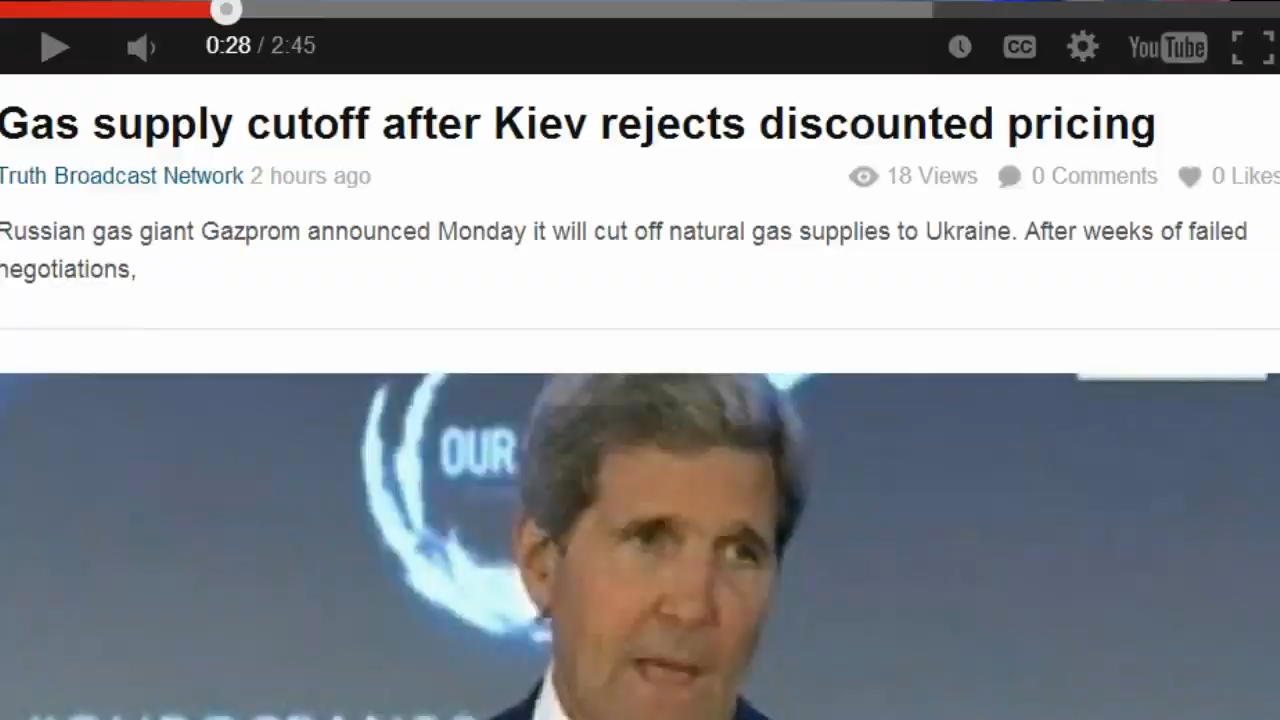 0:28 / 2:45
CC
YouTube
Gas supply cutoff after Kiev rejects discounted pricing
Truth Broadcast Network 2 hours ago
18 Views
0 Comments
0 Likes
Russian gas giant Gazprom announced Monday it will cut off natural gas supplies to Ukraine. After weeks of failed
negotiations,
OUR